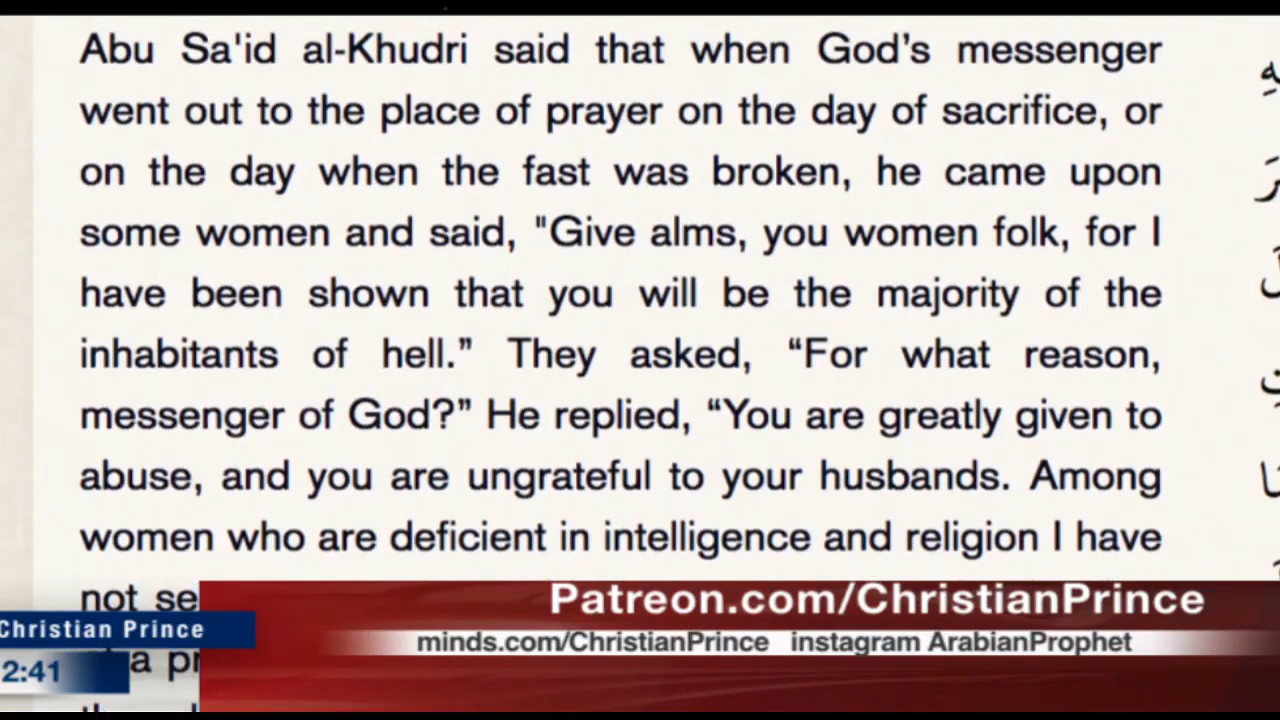 Abu Sa'id al-Khudri said that when God’s messenger
went out to the place of prayer on the day of sacrifice, or
on the day when the fast was broken, he came upon
some women and said, "Give alms, you women folk, for I
have been shown that you will be the majority of the
inhabitants of hell.” They asked, “For what reason,
messenger of God?” He replied, “You are greatly given to
abuse, and you are ungrateful to your husbands. Among
women who are deficient in intelligence and religion I have
not
Patreon.com/ChristianPrince
Christian Prince
minds.com/ChristianPrince instagram ArabianProphet
a
2:41